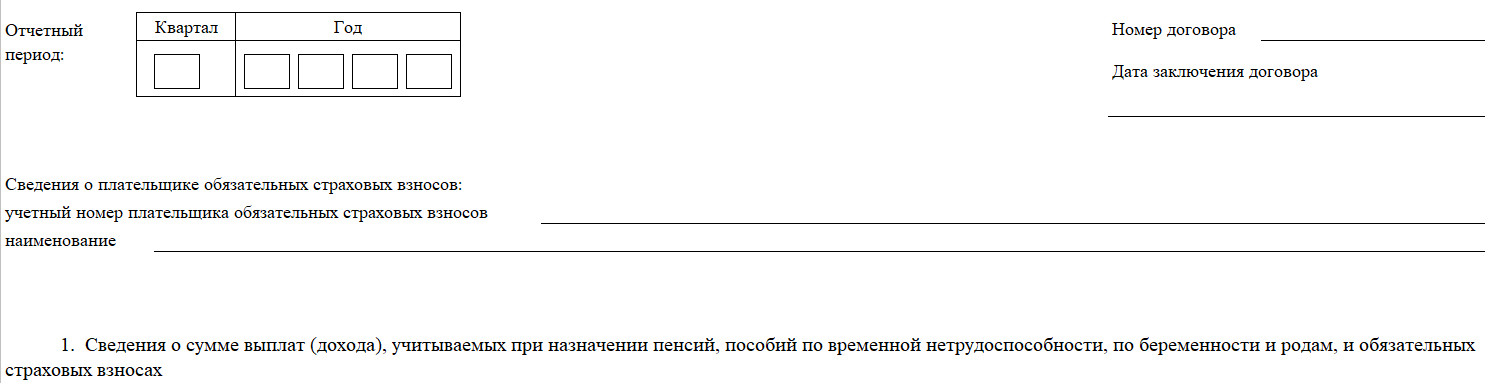 Отчетный период:
Квартал Год
Номер договора
Дата заключения договора
Сведения о плательщике обязательных страховых взносов:
учетный номер плательщика обязательных страховых взносов
наименование
1. Сведения о сумме выплат (дохода), учитываемых при назначении пенсий, пособий по временной нетрудоспособности, по беременности и родам, и обязательных
страховых взносах